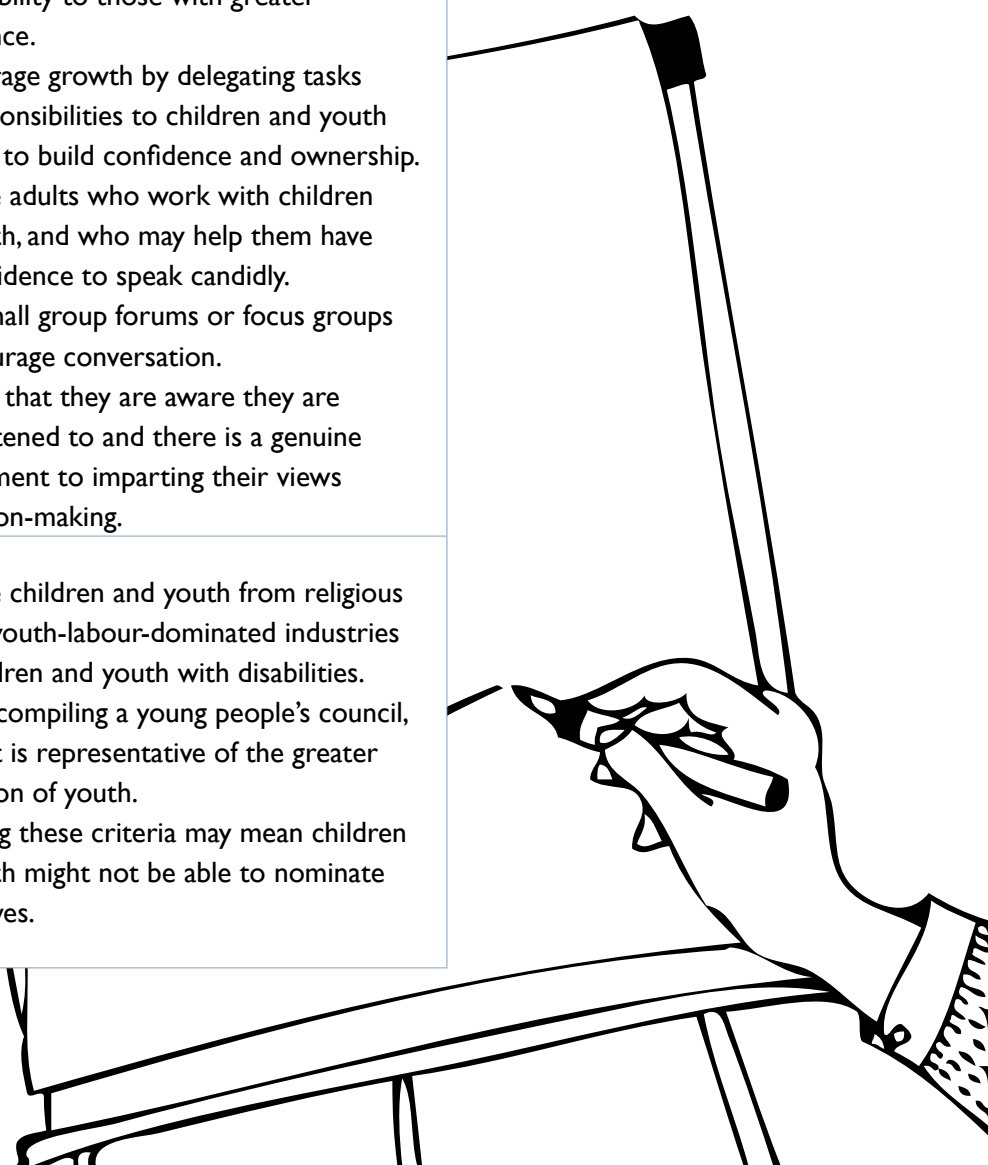 bility to those with greater
nce.
age growth by delegating tasks
onsibilities to children and youth
to build confidence and ownership.
adults who work with children
th, and who may help them have
idence to speak candidly.
all group forums or focus groups
urage conversation.
that they are aware they are
tened to and there is a genuine
ment to imparting their views
on-making.
children and youth from religious
youth-labour-dominated industries
dren and youth with disabilities.
compiling a young people’s council,
t is representative of the greater
on of youth.
g these criteria may mean children
th might not be able to nominate
ves.